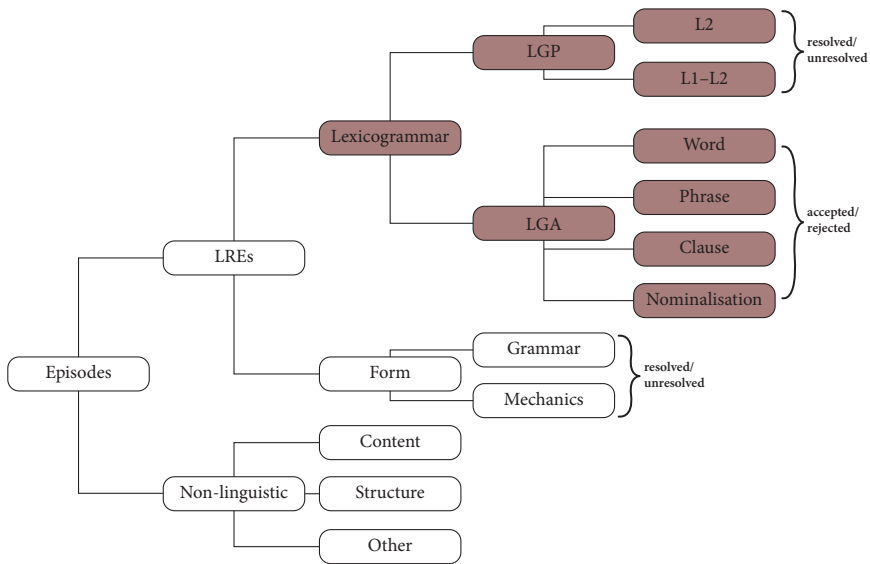 L2
LGP
resolved/
unresolved
L1–L2
Lexicogrammar
Word
Phrase
accepted/
rejected
LGA
Clause
LREs
Nominalisation
Grammar
Episodes
Form
resolved/
unresolved
Mechanics
Content
Non-linguistic
Structure
Other